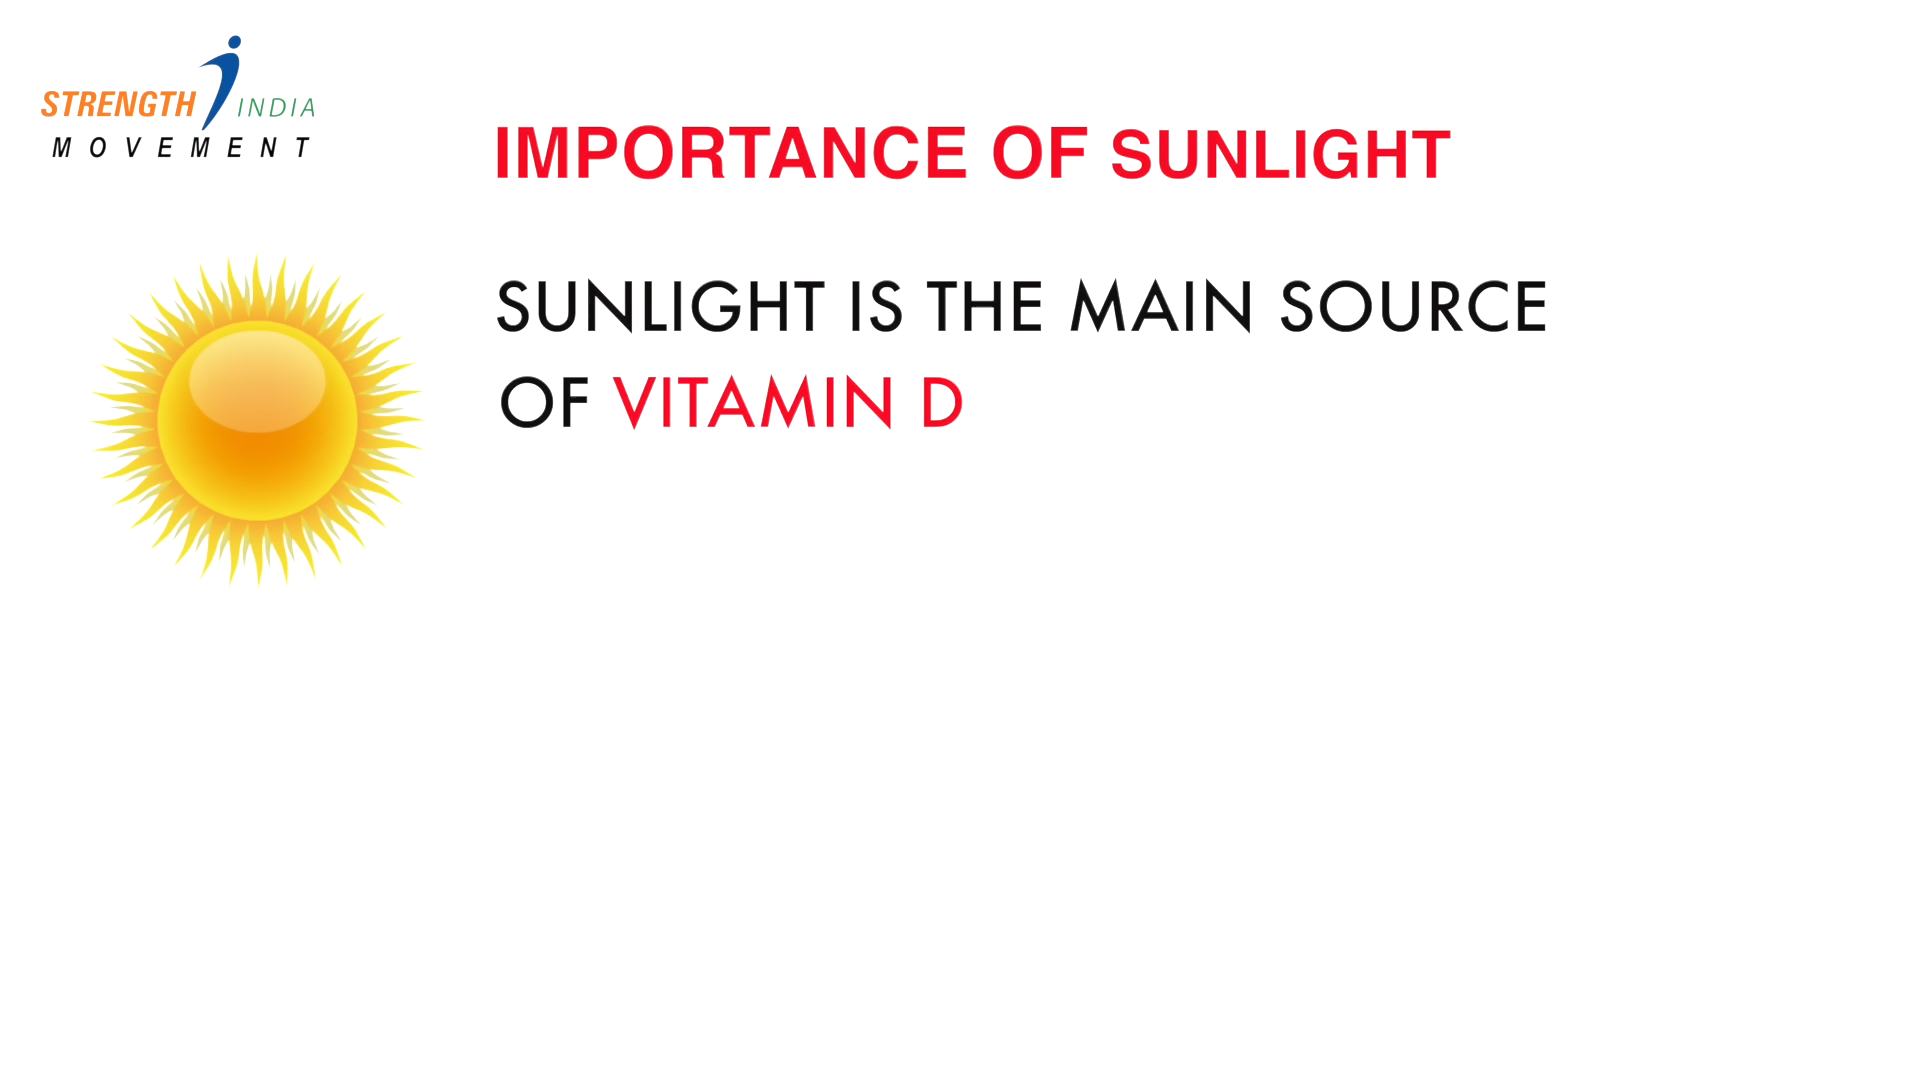 STRENGTH INDIA
MOVEMENT
IMPORTANCE OF SUNLIGHT
SUNLIGHT IS THE MAIN SOURCE
OF VITAMIN D